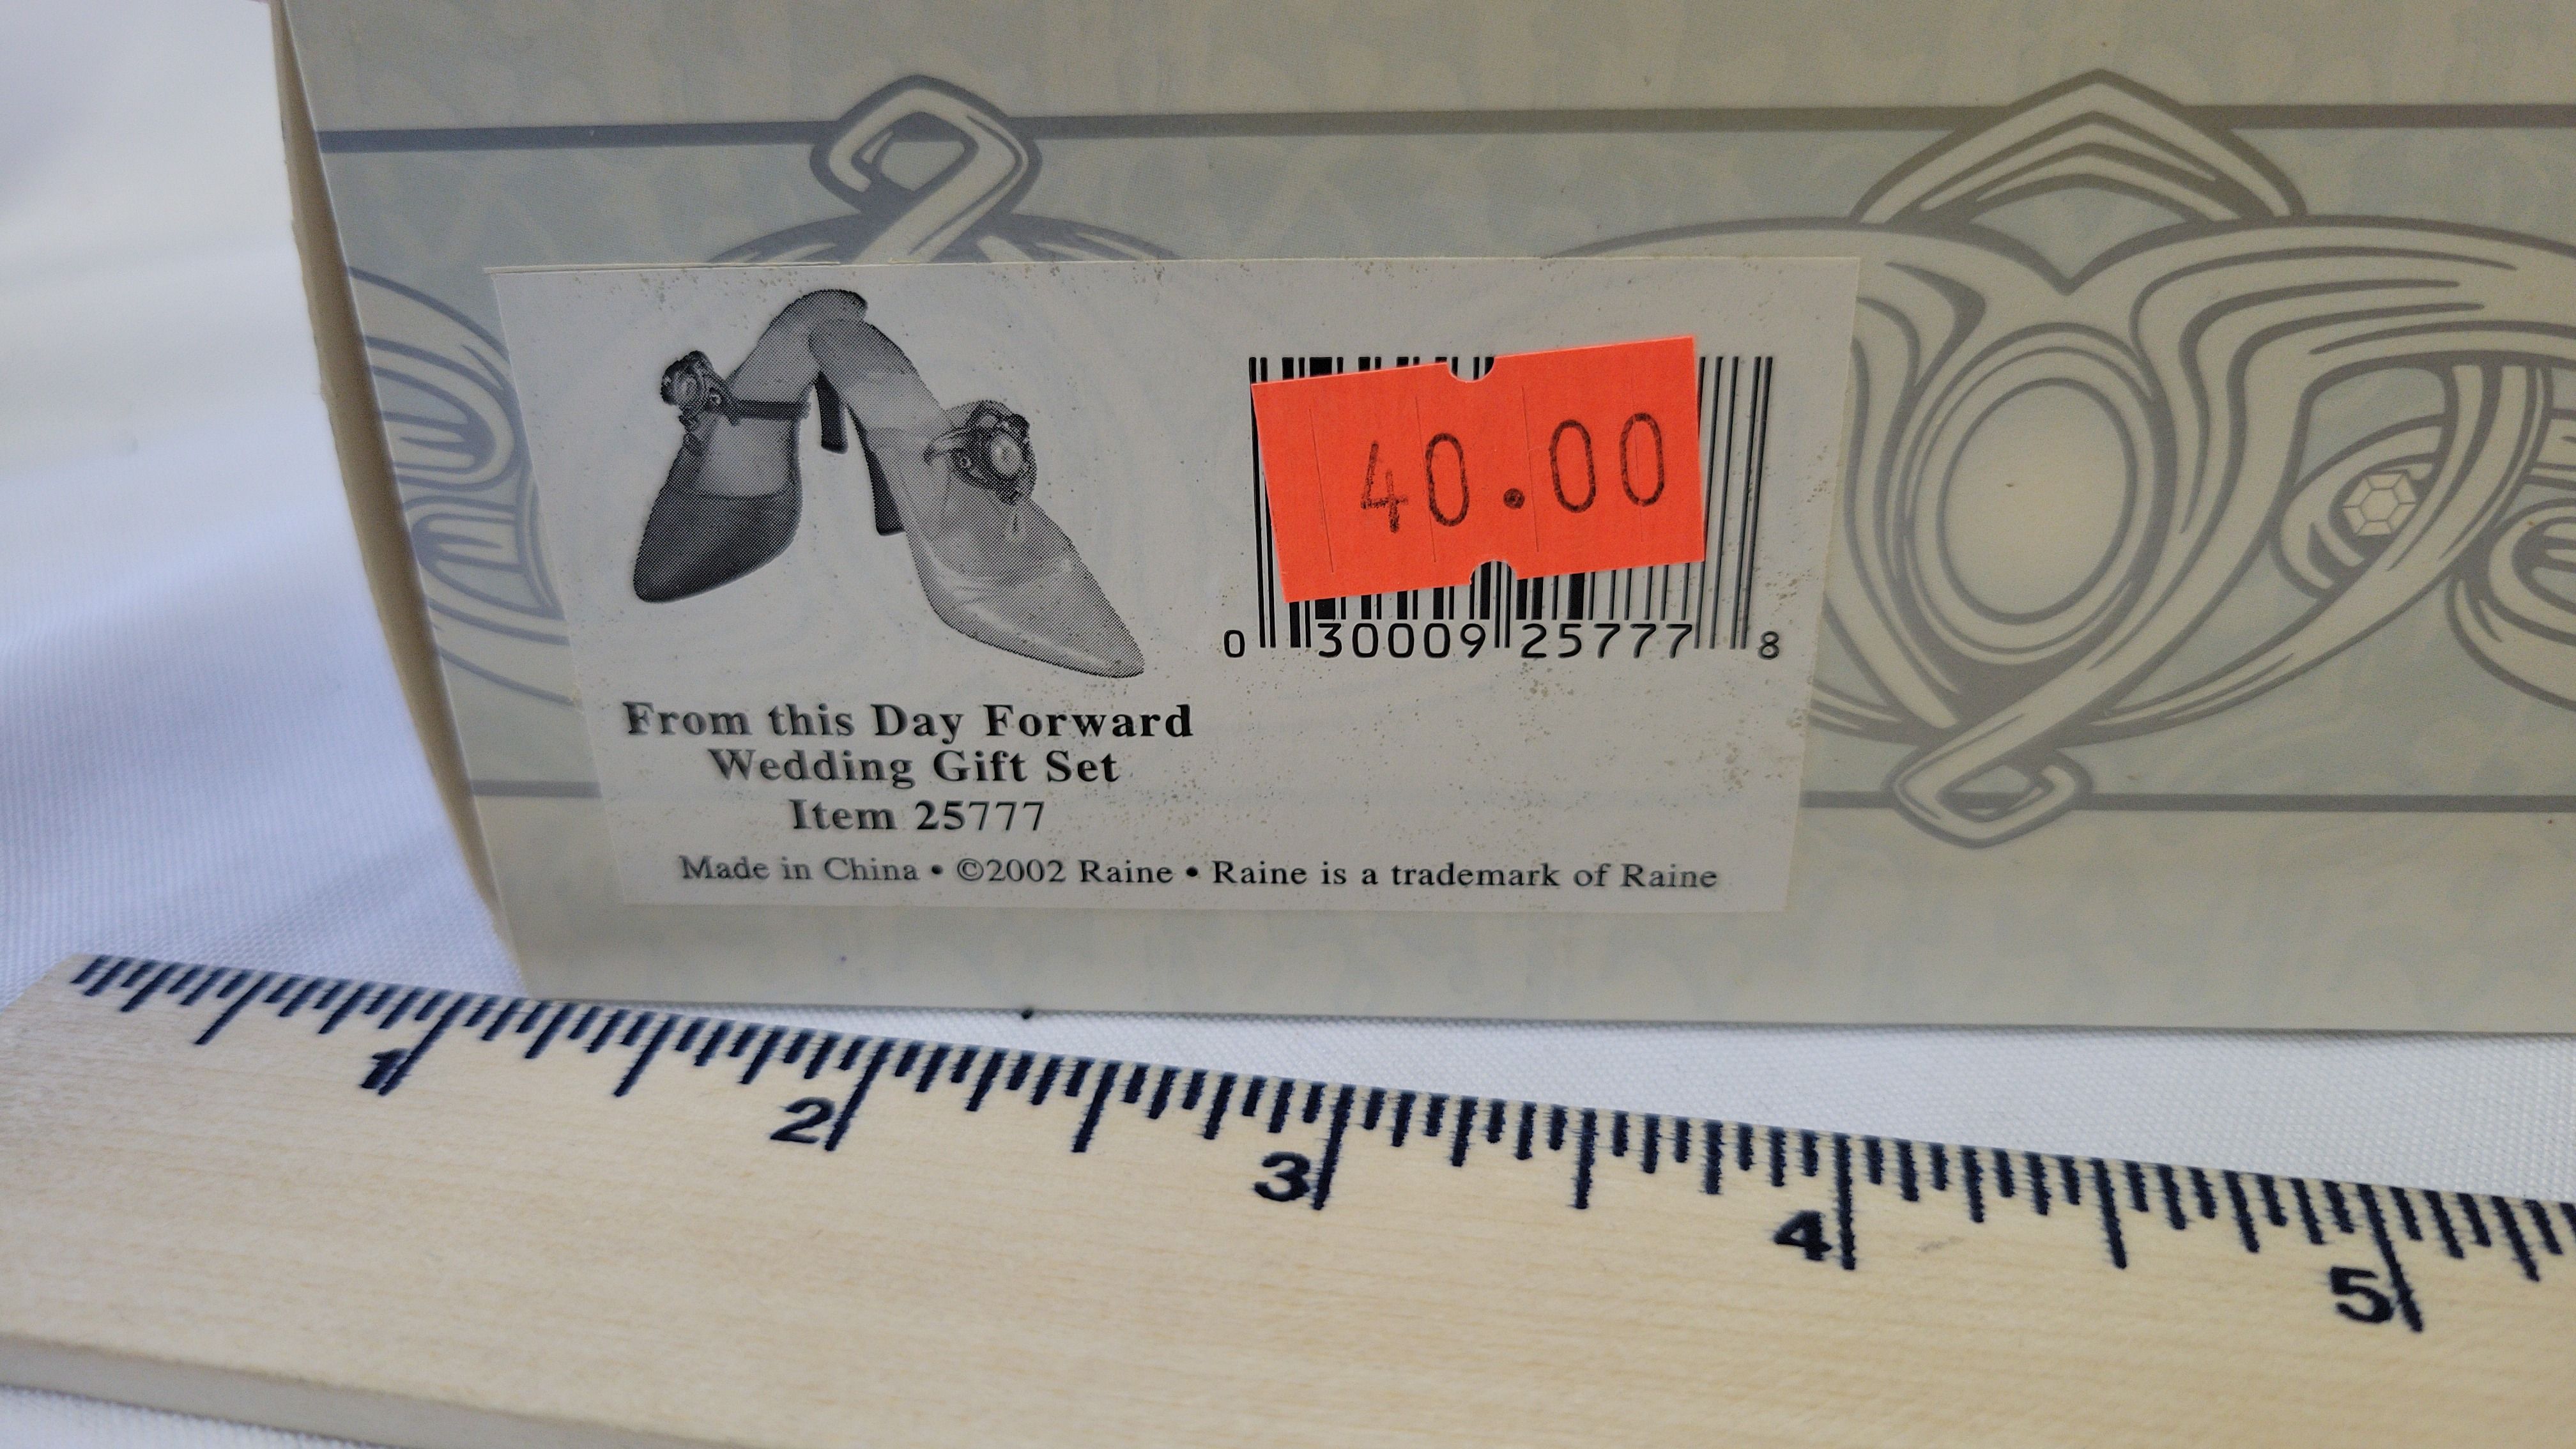 40.00
0 30009 25777 8
From this Day Forward
Wedding Gift Set
Item 25777
Made in China • ©2002 Raine • Raine is a trademark of Raine
1 2 3 4 5